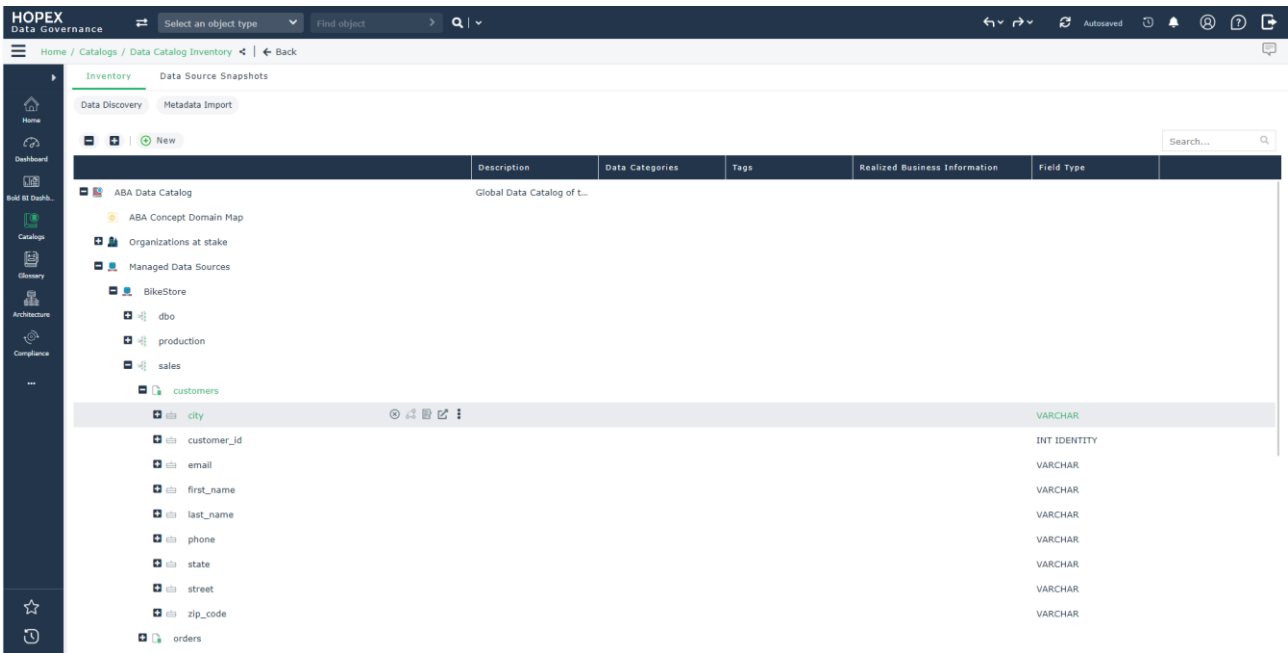 HOPEX
Data Governance
Select an object type
Find object
Autosaved
Home / Catalogs / Data Catalog Inventory
Back
Inventory Data Source Snapshots
Data Discovery Metadata Import
New
Search...
Description Data Categories Tags Realized Business Information Field Type
ABA Data Catalog Global Data Catalog of t...
ABA Concept Domain Map
Organizations at stake
Managed Data Sources
BikeStore
dbo
production
sales
customers
city VARCHAR
customer_id INT IDENTITY
email VARCHAR
first_name VARCHAR
last_name VARCHAR
phone VARCHAR
state VARCHAR
street VARCHAR
zip_code VARCHAR
orders
Home
Dashboard
Bold BI Dashb...
Catalogs
Glossary
Architecture
Compliance
...